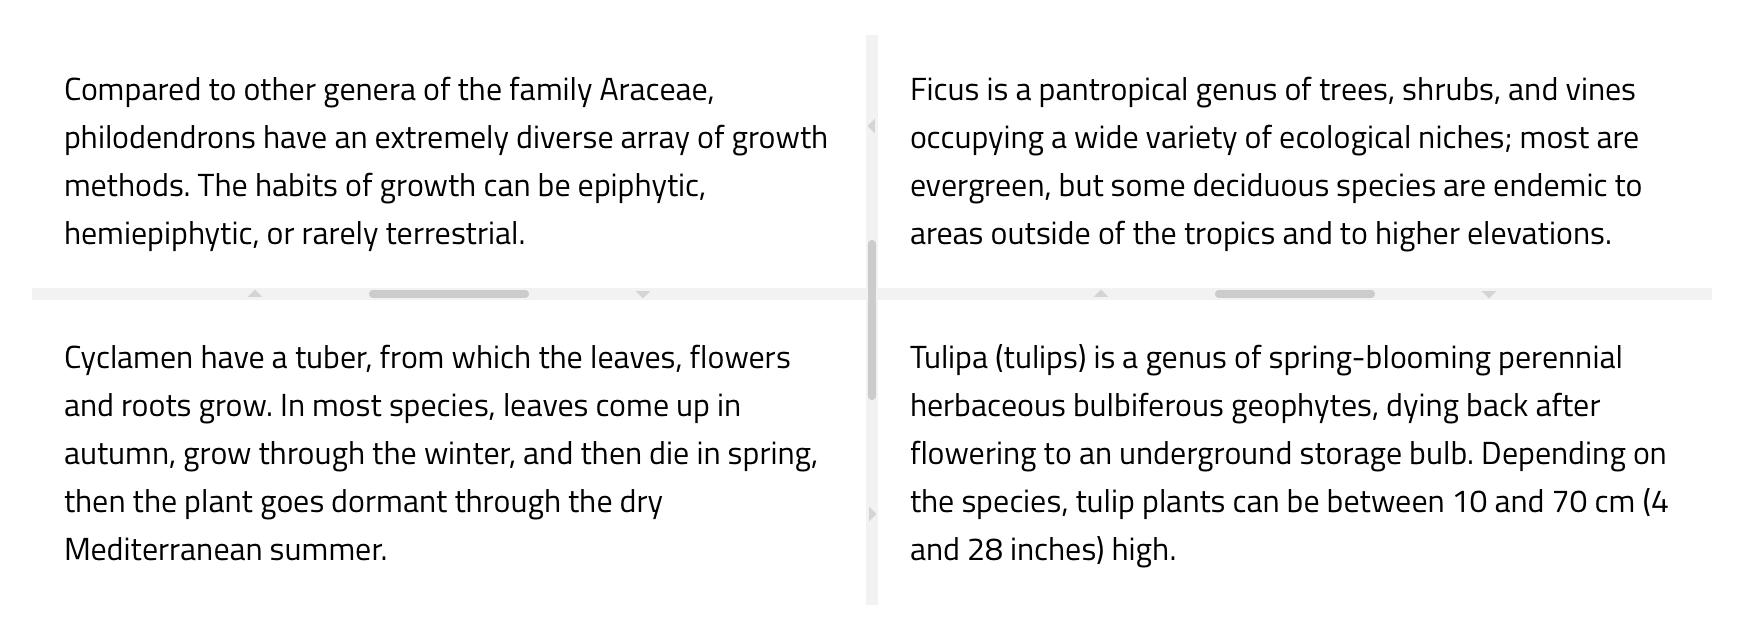 Compared to other genera of the family Araceae,
philodendrons have an extremely diverse array of growth
methods. The habits of growth can be epiphytic,
hemiepiphytic, or rarely terrestrial.
Ficus is a pantropical genus of trees, shrubs, and vines
occupying a wide variety of ecological niches; most are
evergreen, but some deciduous species are endemic to
areas outside of the tropics and to higher elevations.
Cyclamen have a tuber, from which the leaves, flowers
and roots grow. In most species, leaves come up in
autumn, grow through the winter, and then die in spring,
then the plant goes dormant through the dry
Mediterranean summer.
Tulipa (tulips) is a genus of spring-blooming perennial
herbaceous bulbiferous geophytes, dying back after
flowering to an underground storage bulb. Depending on
the species, tulip plants can be between 10 and 70 cm (4
and 28 inches) high.